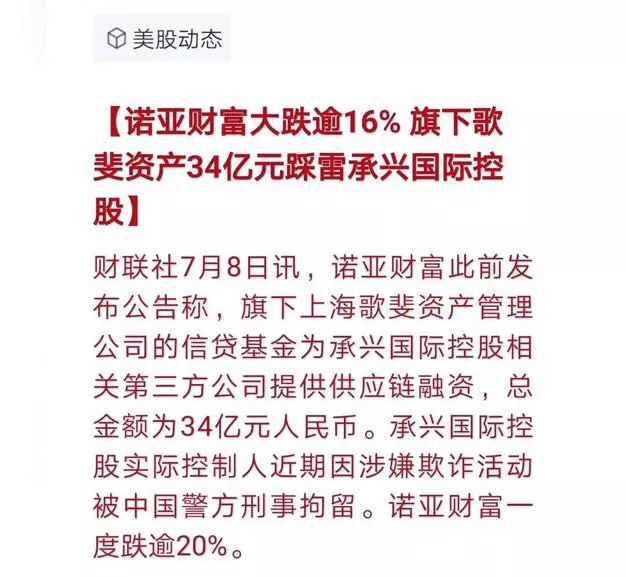 美股动态
【诺亚财富大跌逾16% 旗下歌
斐资产34亿元踩雷承兴国际控
股】
财联社7月8日讯，诺亚财富此前发
布公告称，旗下上海歌斐资产管理
公司的信贷基金为承兴国际控股相
关第三方公司提供供应链融资，总
金额为34亿元人民币。承兴国际控
股实际控制人近期因涉嫌欺诈活动
被中国警方刑事拘留。诺亚财富一
度跌逾20%。